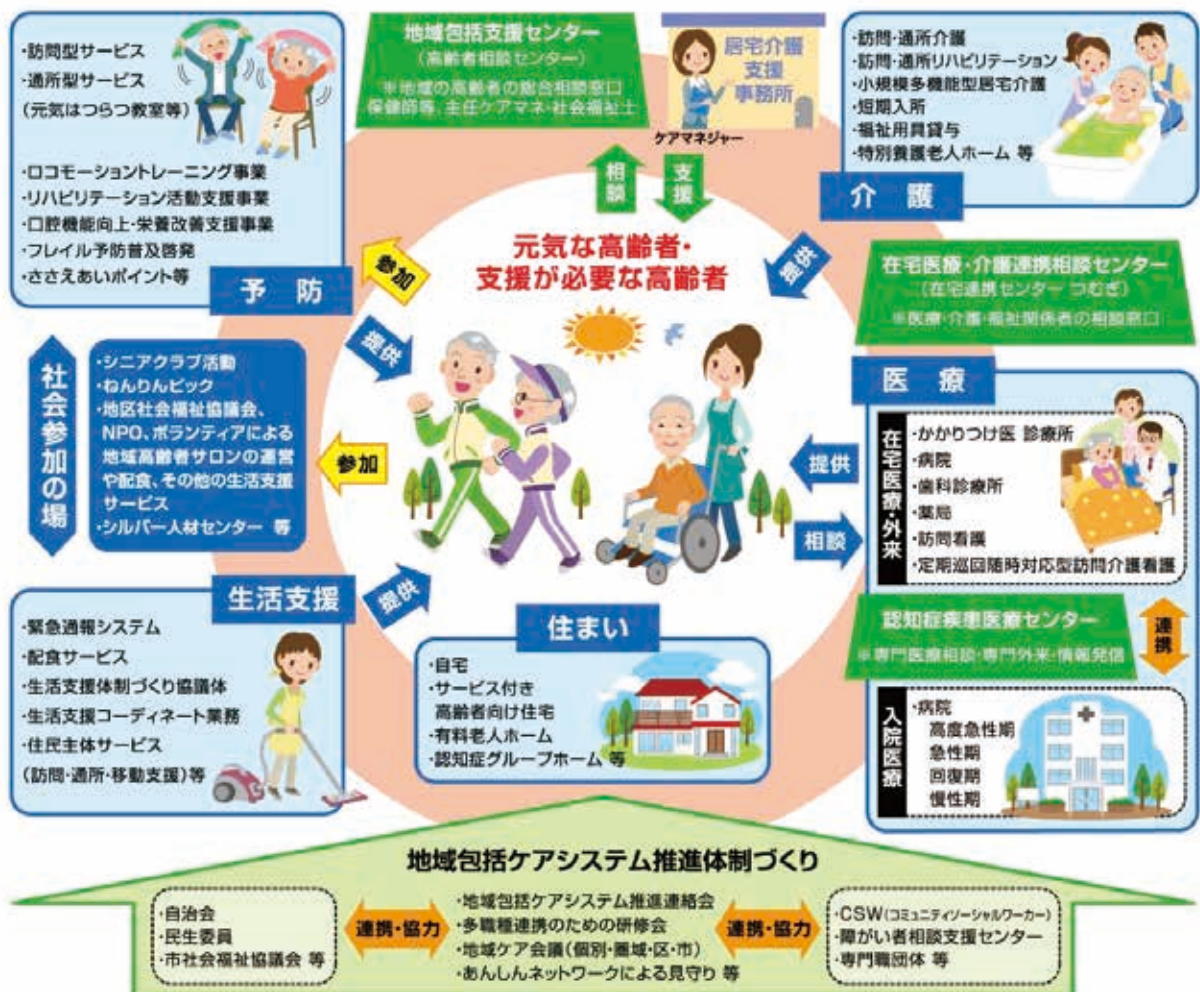 ・訪問型サービス
・通所型サービス
(元気はつらつ教室等)
・ロコモーショントレーニング事業
・リハビリテーション活動支援事業
・口腔機能向上・栄養改善支援事業
・フレイル予防普及啓発
・ささえあいポイント等
予防
地域包括支援センター
(高齢者相談センター)
※地域の高齢者の総合相談窓口
保健師等、主任ケアマネ・社会福祉士
居宅介護
支援
事務所
ケアマネジャー
相談
支援
・訪問・通所介護
・訪問・通所リハビリテーション
・小規模多機能型居宅介護
・短期入所
・福祉用具貸与
・特別養護老人ホーム 等
介護
元気な高齢者・
支援が必要な高齢者
参加
提供
提供
在宅医療・介護連携相談センター
(在宅連携センター つむぎ)
※医療・介護・福祉関係者の相談窓口
社会参加の場
・シニアクラブ活動
・ねんりんピック
・地区社会福祉協議会、
NPO、ボランティアによる
地域高齢者サロンの運営
や配食、その他の生活支援
サービス
・シルバー人材センター 等
参加
提供
相談
医療
在宅医療・外来
・かかりつけ医 診療所
・病院
・歯科診療所
・薬局
・訪問看護
・定期巡回随時対応型訪問介護看護
認知症疾患医療センター
※専門医療相談・専門外来・情報発信
連携
入院医療
・病院
高度急性期
急性期
回復期
慢性期
生活支援
提供
・緊急通報システム
・配食サービス
・生活支援体制づくり協議体
・生活支援コーディネート業務
・住民主体サービス
(訪問・通所・移動支援)等
住まい
・自宅
・サービス付き
高齢者向け住宅
・有料老人ホーム
・認知症グループホーム 等
地域包括ケアシステム推進体制づくり
・自治会
・民生委員
・市社会福祉協議会 等
連携・協力
・地域包括ケアシステム推進連絡会
・多職種連携のための研修会
・地域ケア会議(個別・圏域・区・市)
・あんしんネットワークによる見守り 等
連携・協力
・CSW(コミュニティソーシャルワーカー)
・障がい者相談支援センター
・専門職団体 等